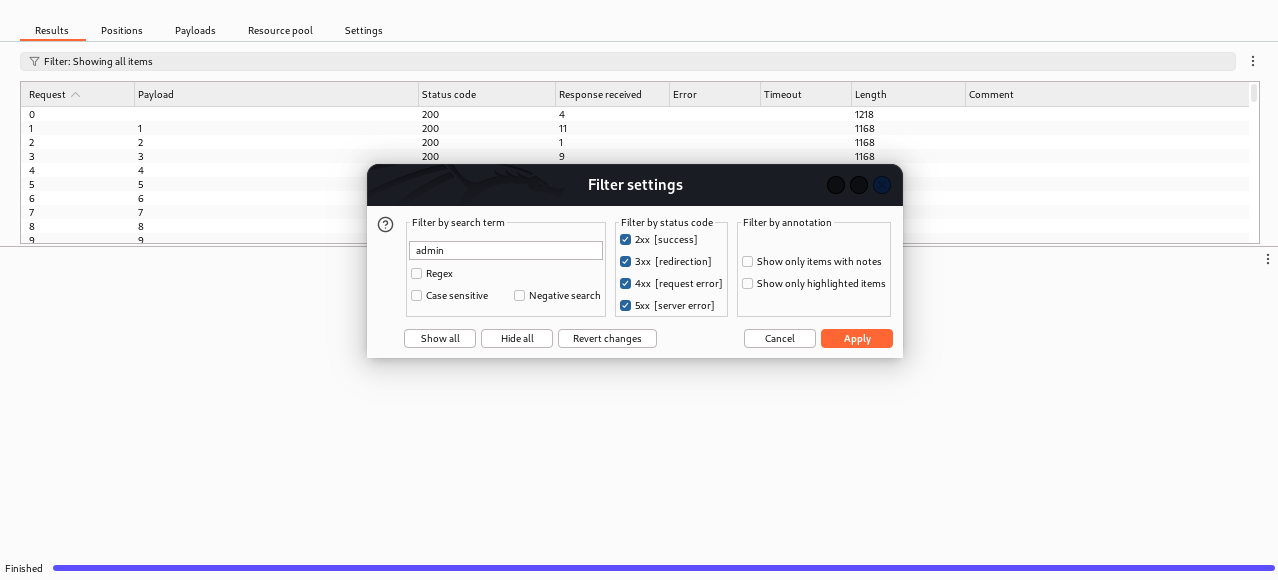 Results Positions Payloads Resource pool Settings
Filter: Showing all items
Request Payload Status code Response received Error Timeout Length Comment
0 200 4 1218
1 1 200 11 1168
2 2 200 1 1168
3 3 200 9 1168
4 4
5 5
6 6
7 7
8 8
9 9
Filter settings
Filter by search term
admin
Regex
Case sensitive Negative search
Filter by status code
2xx [success]
3xx [redirection]
4xx [request error]
5xx [server error]
Filter by annotation
Show only items with notes
Show only highlighted items
Show all Hide all Revert changes Cancel Apply
Finished